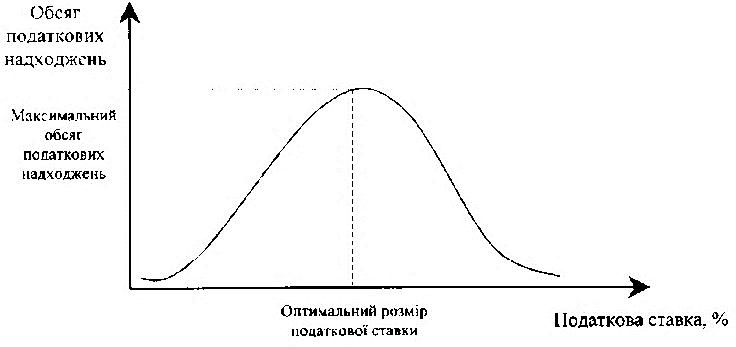 Обсяг
податкових
надходжень
Максимальний
обсяг
податкових
надходжень
Оптимальний розмір
податкової ставки
Податкова ставка, %